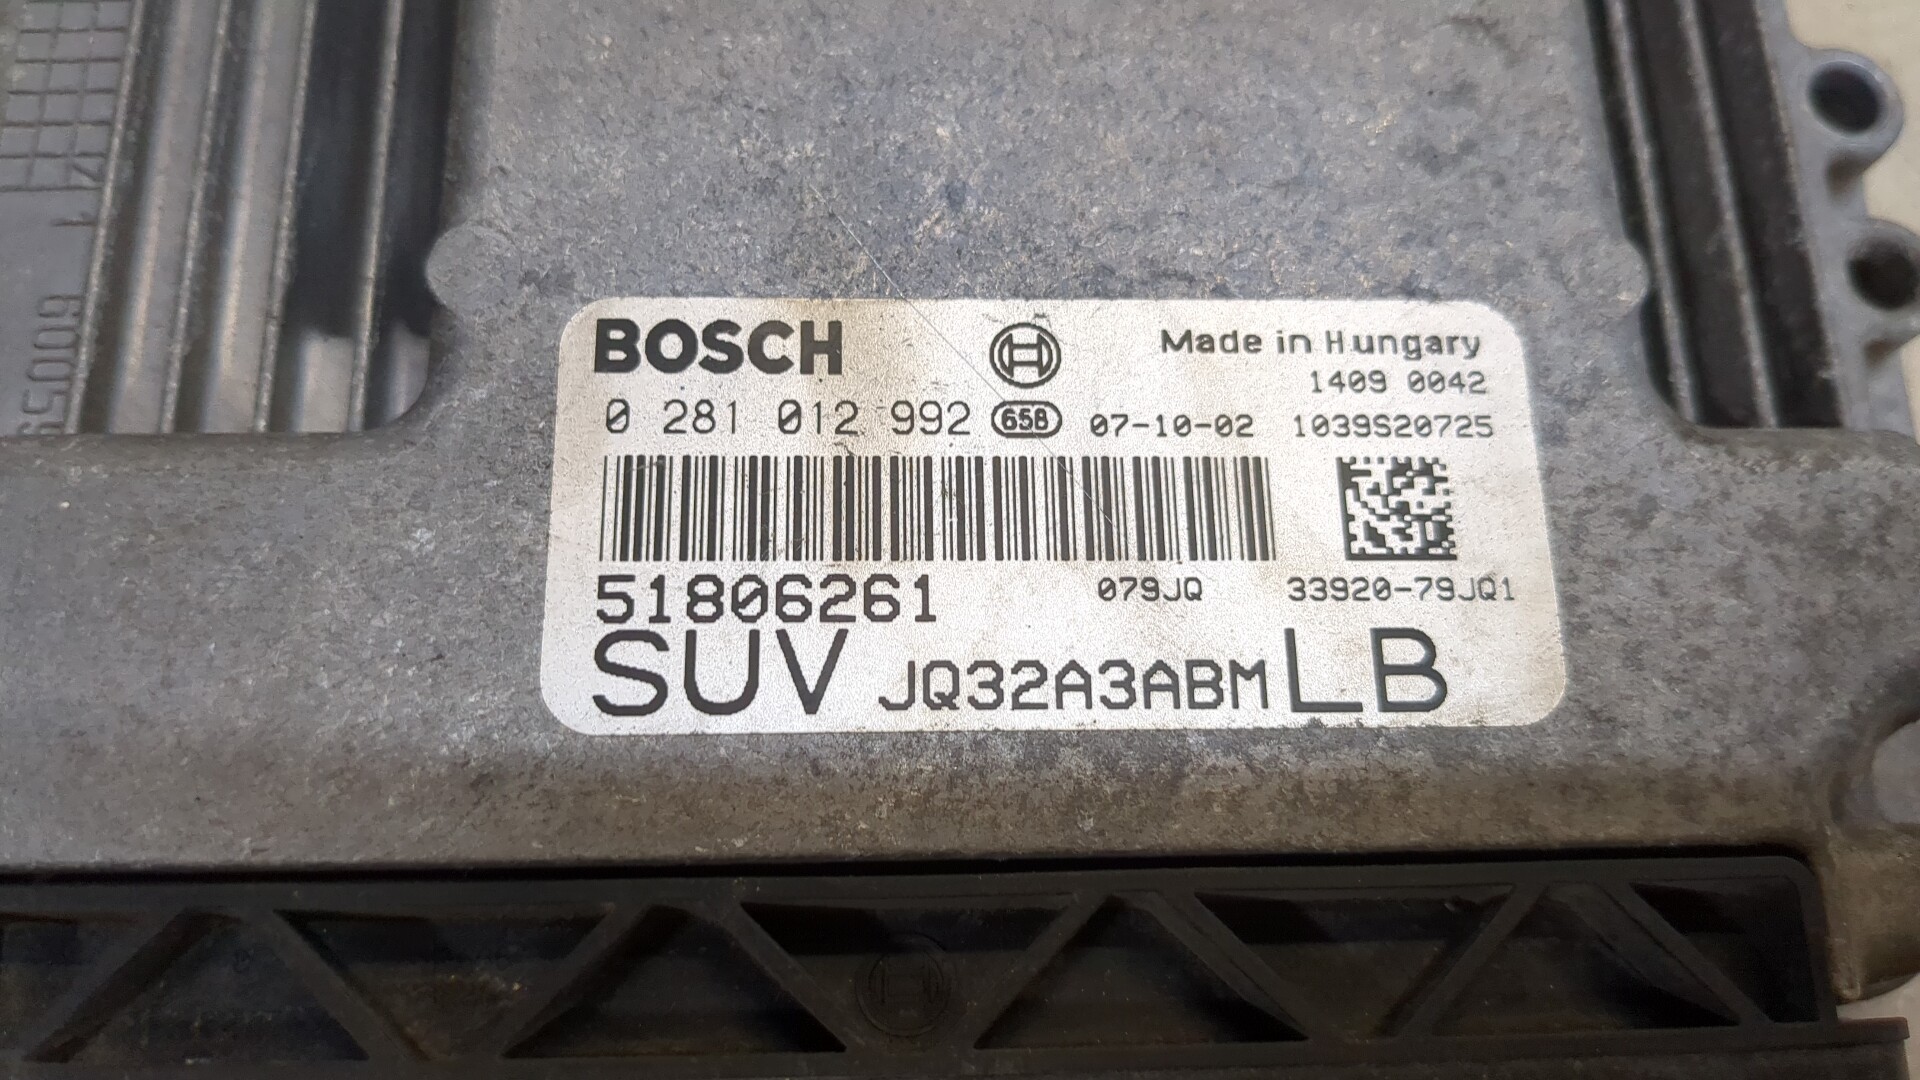 BOSCH
Made in Hungary
1409 0042
0 281 012 992 65B 07-10-02 1039S20725
51806261 079JQ 33920-79JQ1
SUV JQ32A3ABM LB